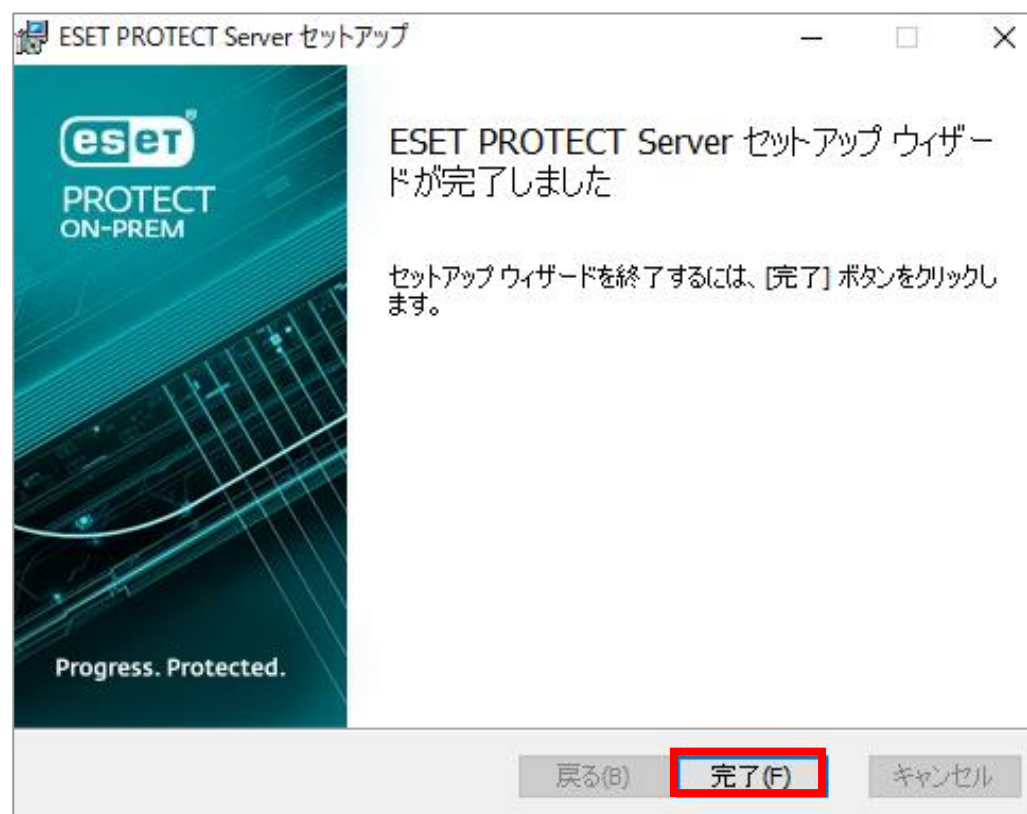 ESET PROTECT Server セットアップ
eset®
PROTECT
ON-PREM
ESET PROTECT Server セットアップ ウィザー
ドが完了しました
セットアップ ウィザードを終了するには、[完了] ボタンをクリックし
ます。
Progress. Protected.
戻る(B)
完了(F)
キャンセル